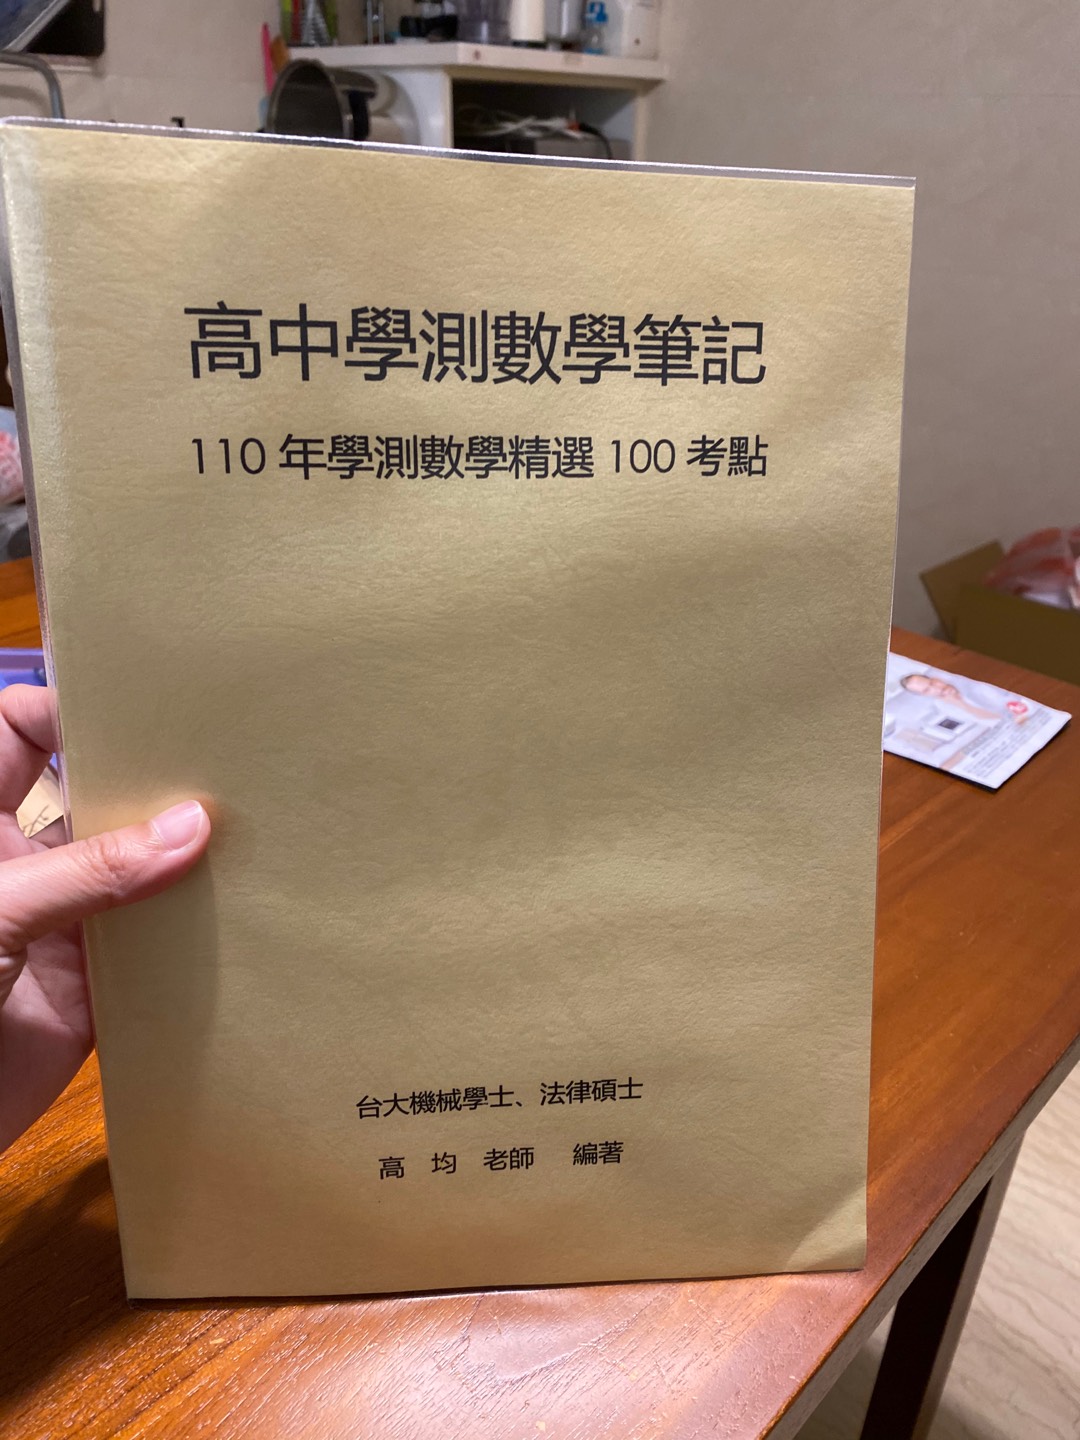 高中學測數學筆記
110 年學測數學精選 100 考點
台大機械學士、法律碩士
高 均 老師 編著